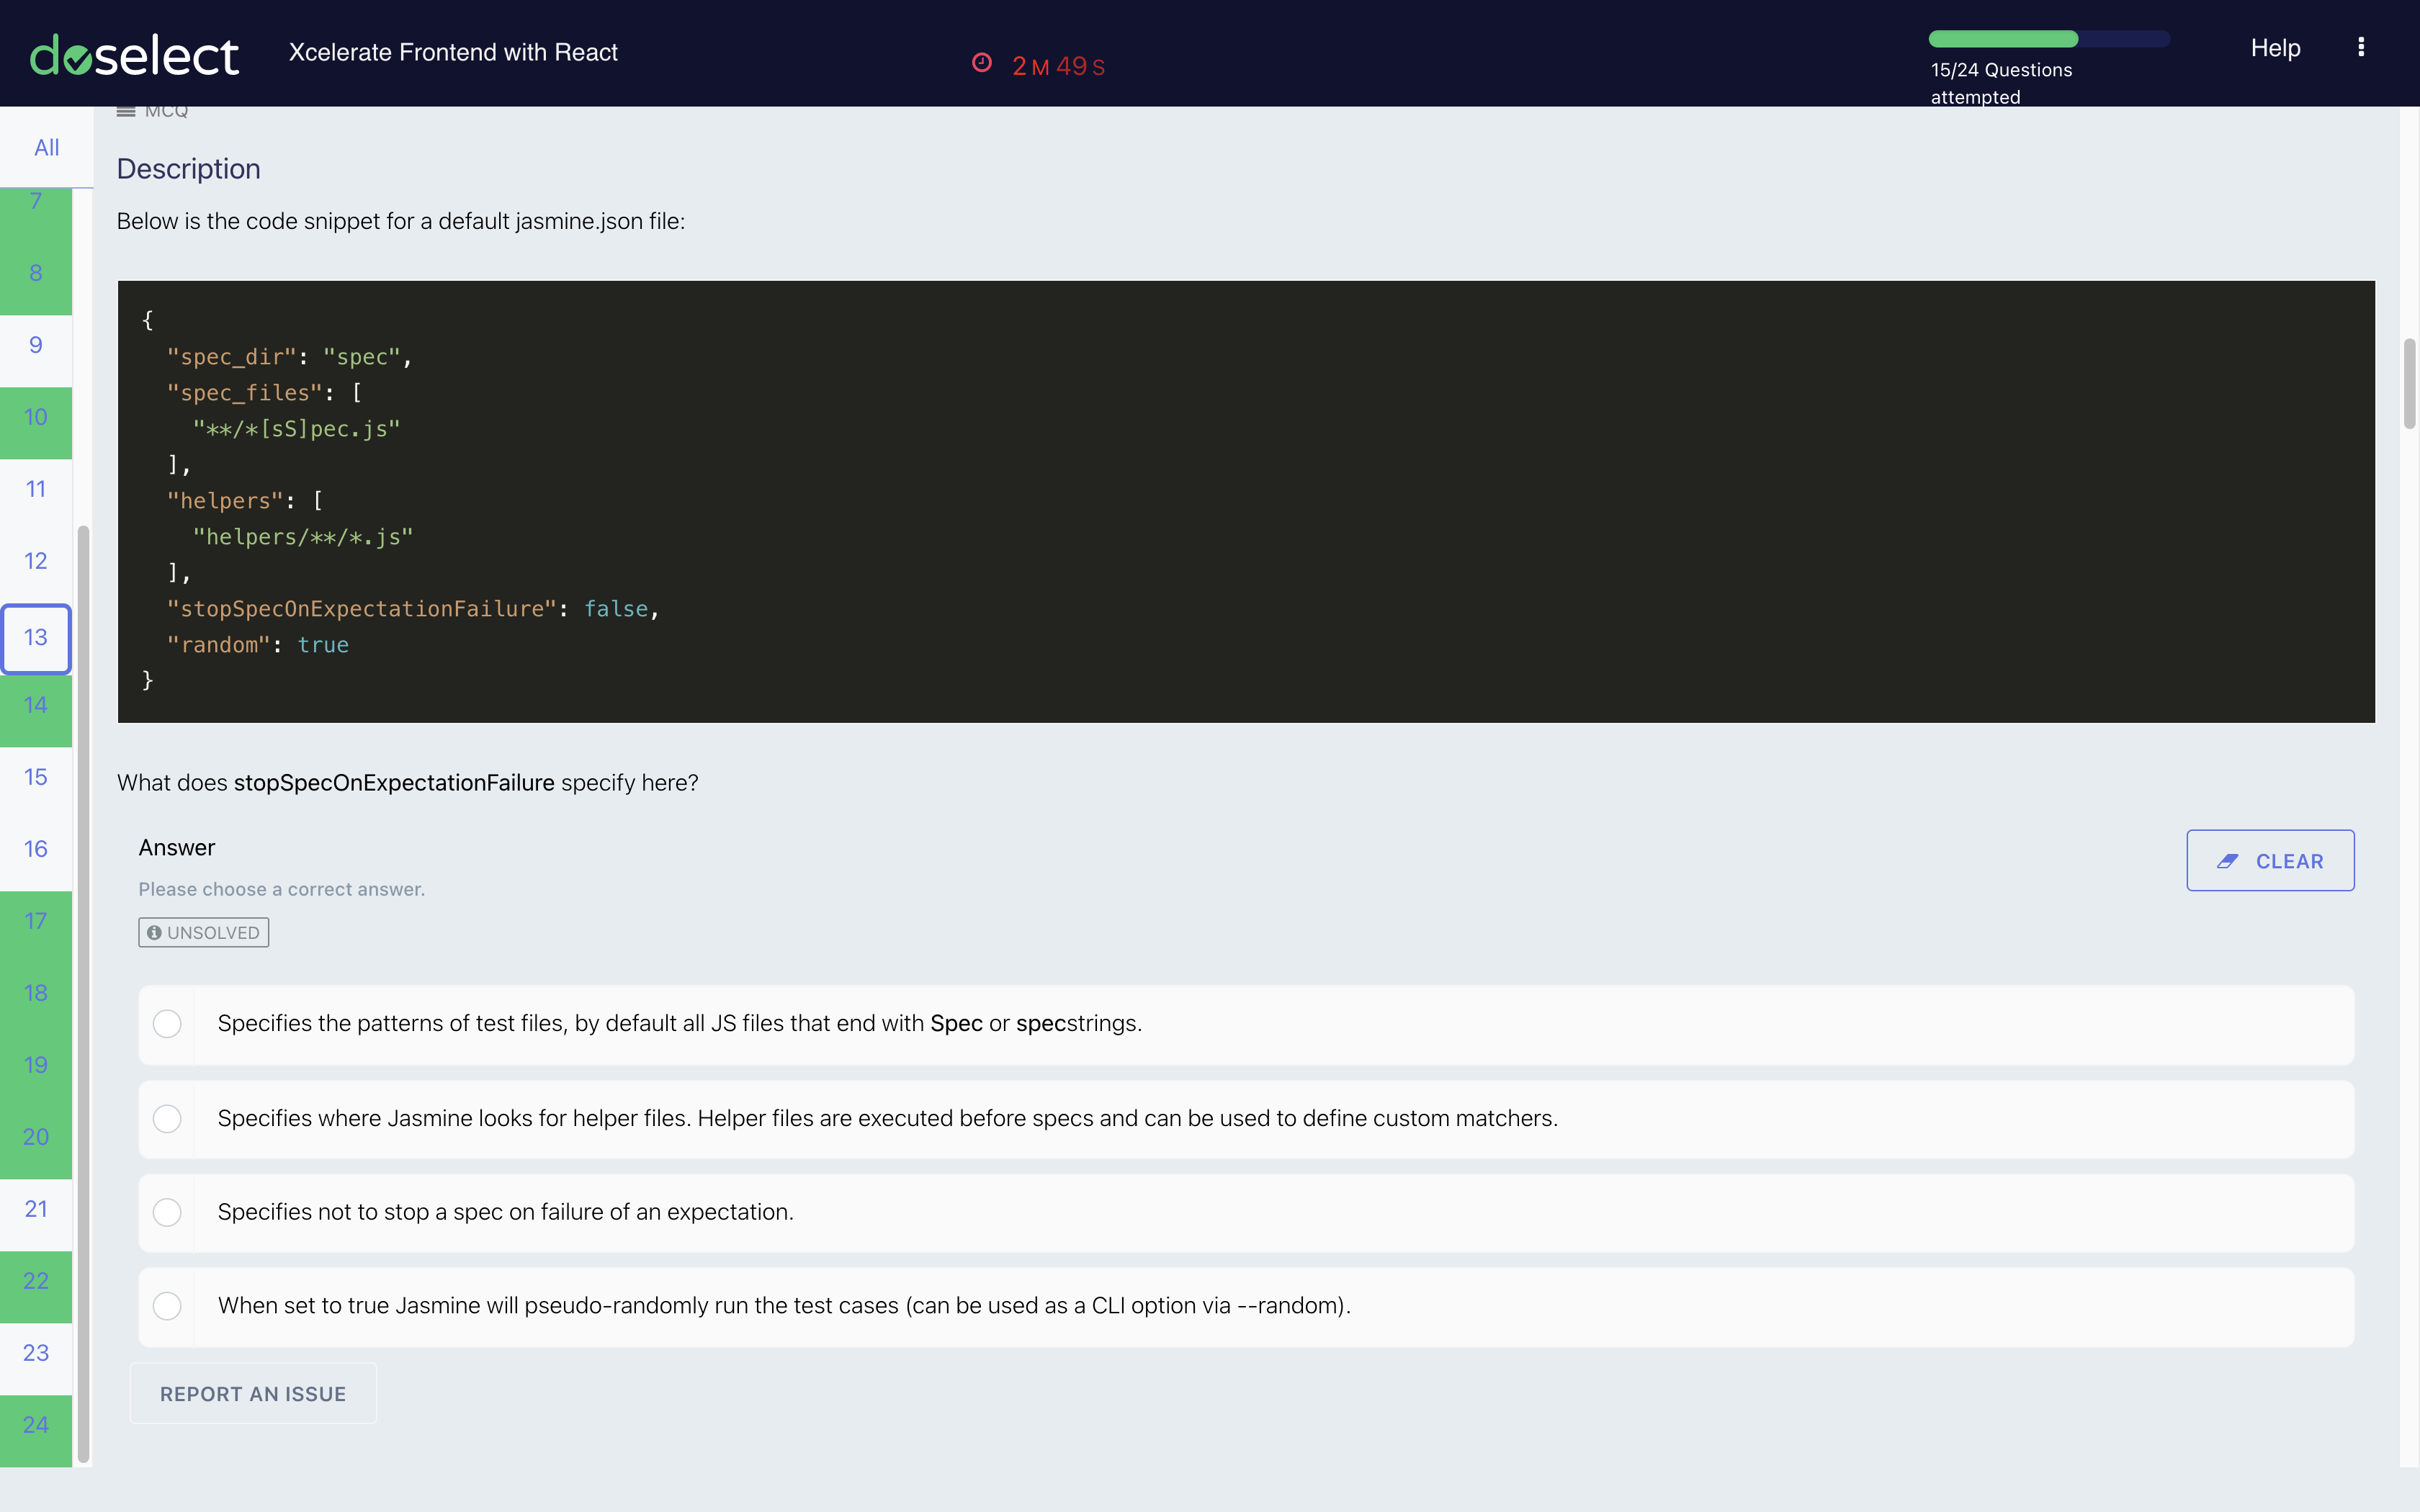 doselect
Xcelerate Frontend with React
2 M 49 S
15/24 Questions
attempted
Help
All
7
8
9
10
11
12
13
14
15
16
17
18
19
20
21
22
23
24
MCQ
Description
Below is the code snippet for a default jasmine.json file:
{
  "spec_dir": "spec",
  "spec_files": [
    "**/*[sS]pec.js"
  ],
  "helpers": [
    "helpers/**/*.js"
  ],
  "stopSpecOnExpectationFailure": false,
  "random": true
}
What does stopSpecOnExpectationFailure specify here?
Answer
CLEAR
Please choose a correct answer.
UNSOLVED
Specifies the patterns of test files, by default all JS files that end with Spec or specstrings.
Specifies where Jasmine looks for helper files. Helper files are executed before specs and can be used to define custom matchers.
Specifies not to stop a spec on failure of an expectation.
When set to true Jasmine will pseudo-randomly run the test cases (can be used as a CLI option via --random).
REPORT AN ISSUE